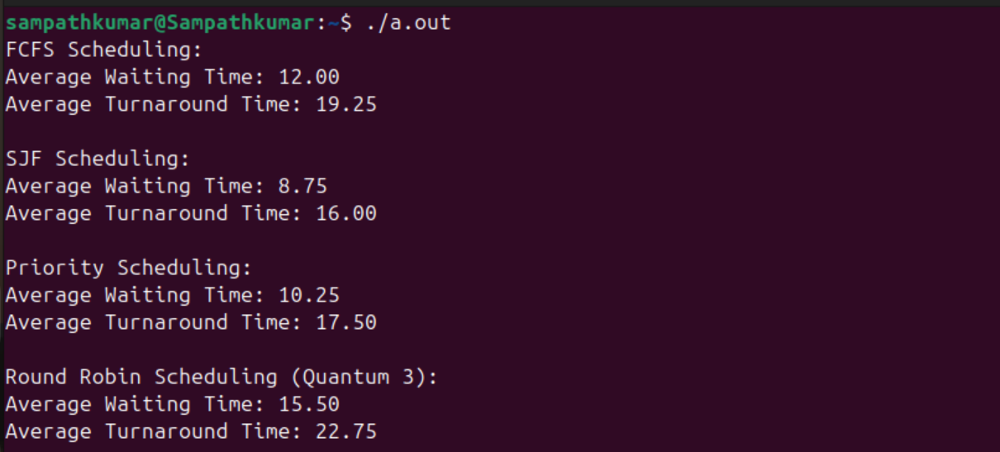 sampathkumar@Sampathkumar:~$ ./a.out
FCFS Scheduling:
Average Waiting Time: 12.00
Average Turnaround Time: 19.25
SJF Scheduling:
Average Waiting Time: 8.75
Average Turnaround Time: 16.00
Priority Scheduling:
Average Waiting Time: 10.25
Average Turnaround Time: 17.50
Round Robin Scheduling (Quantum 3):
Average Waiting Time: 15.50
Average Turnaround Time: 22.75